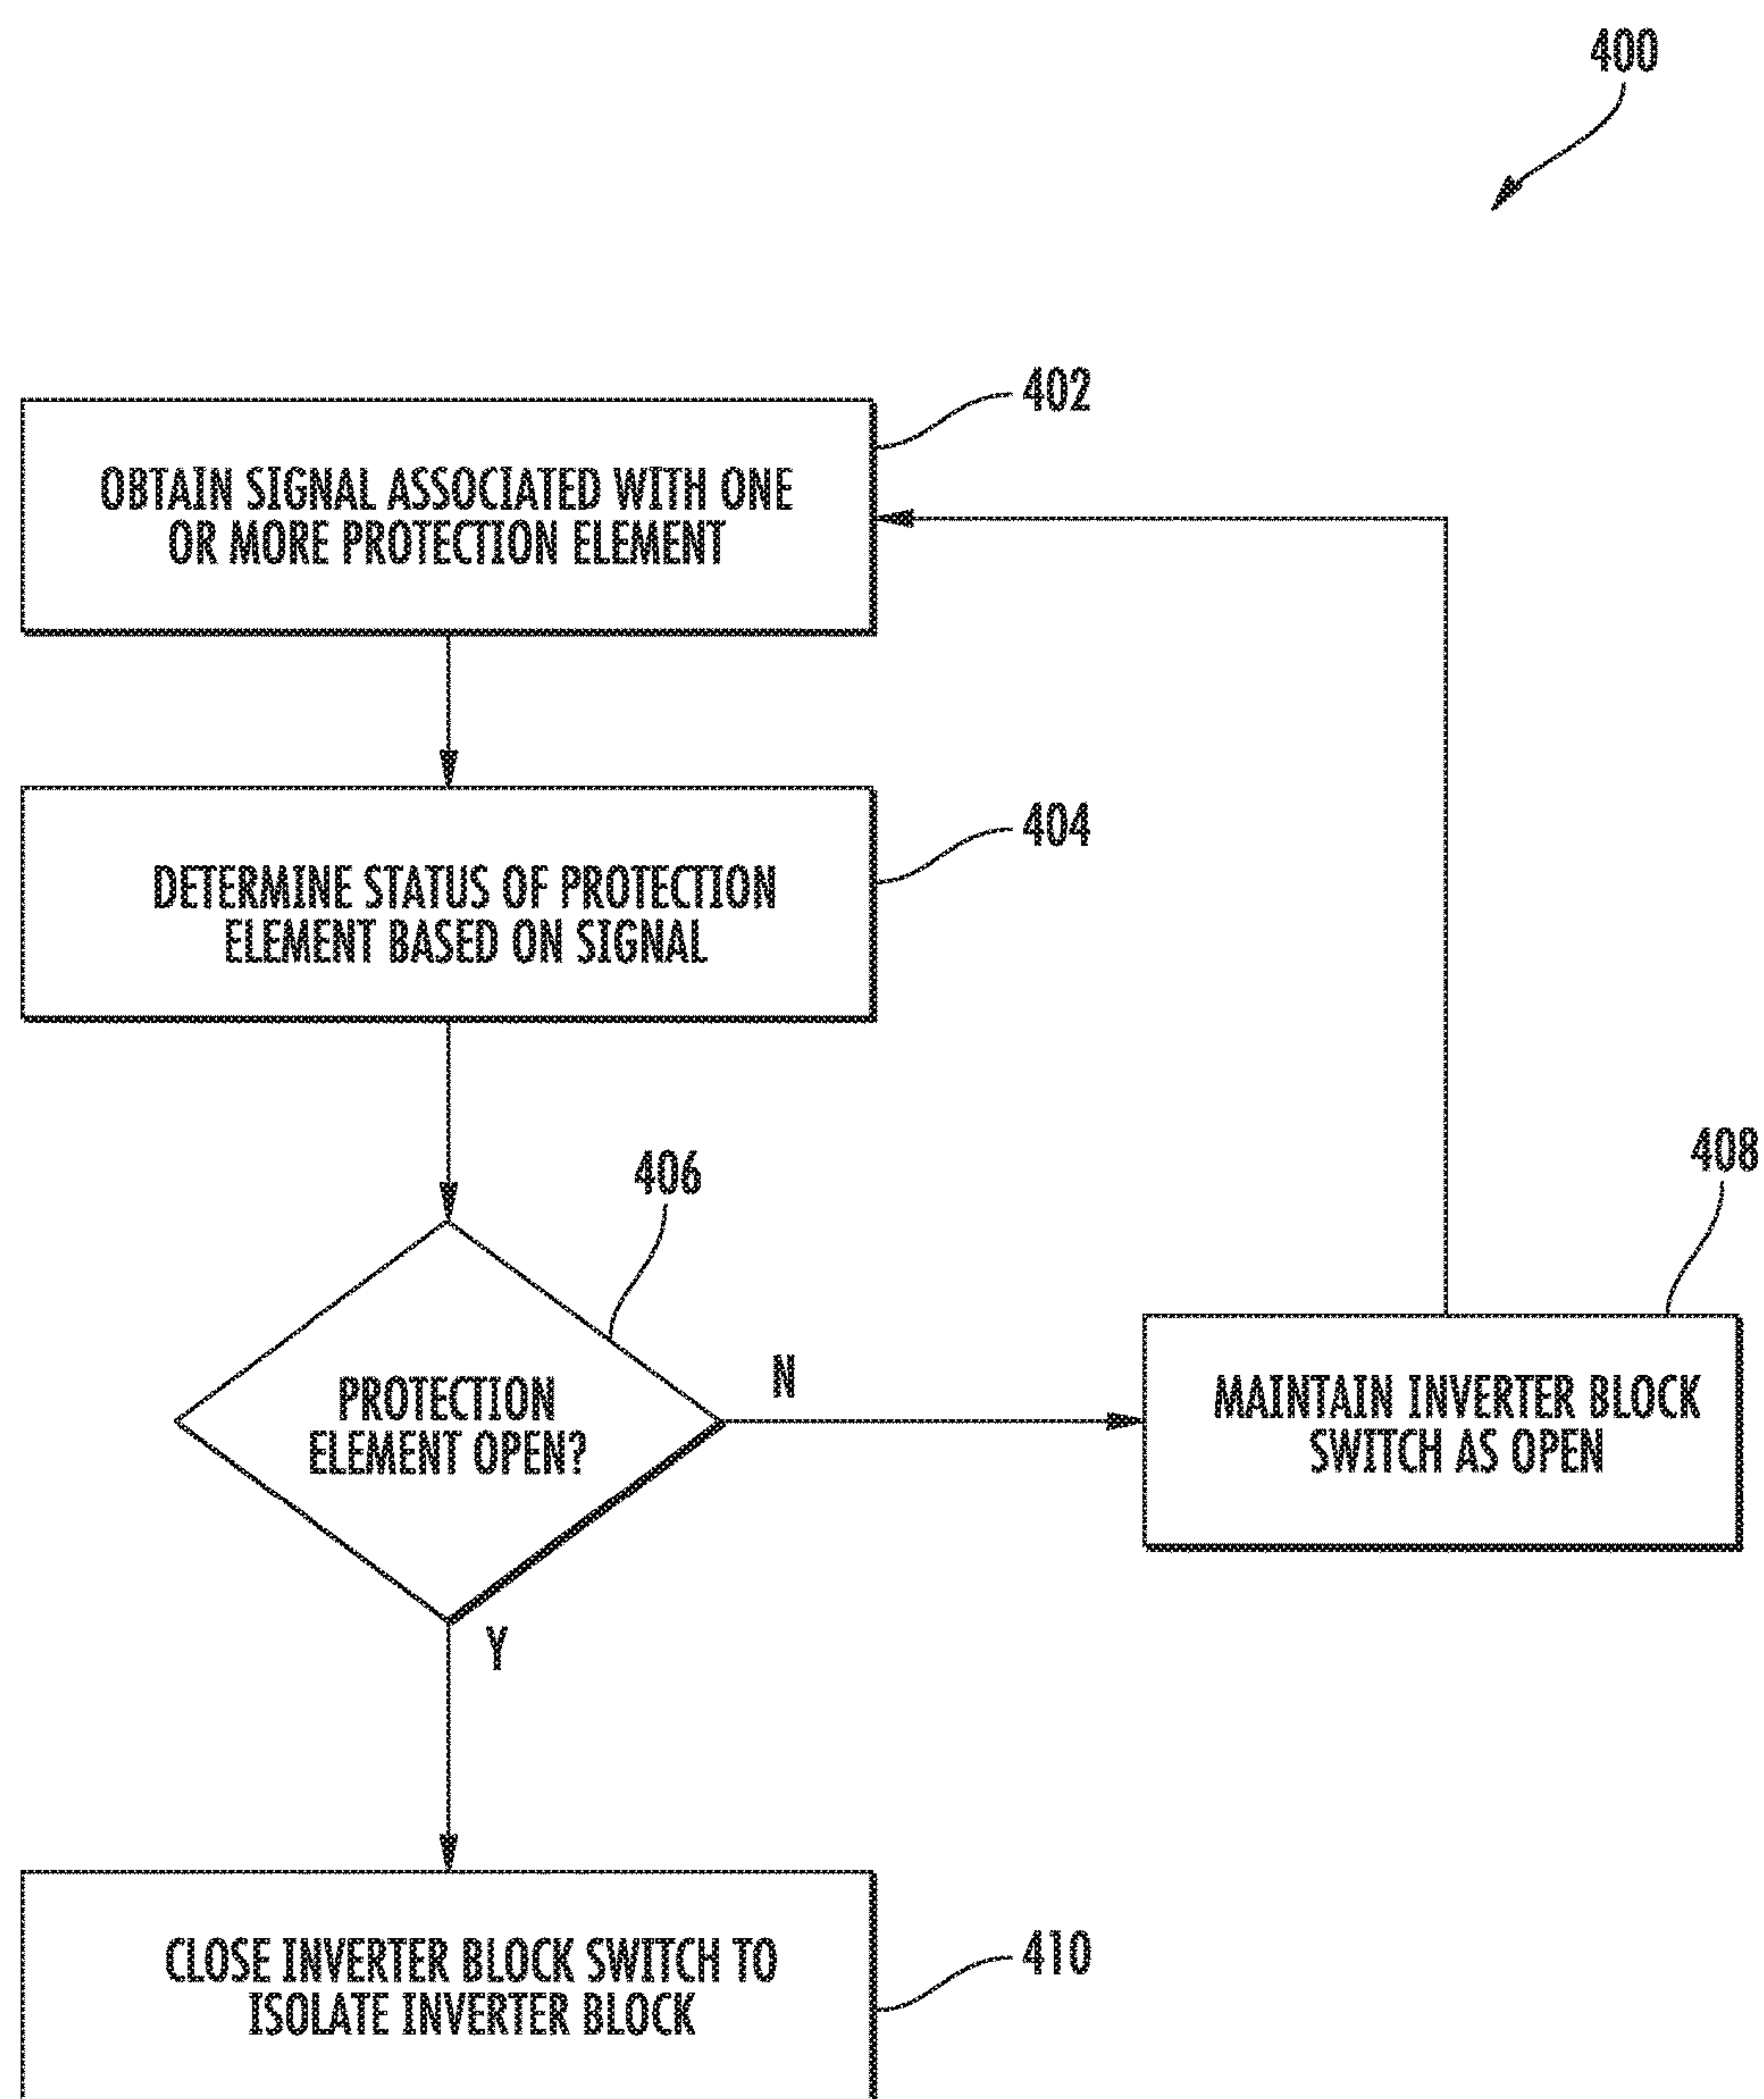 400
402
OBTAIN SIGNAL ASSOCIATED WITH ONE
OR MORE PROTECTION ELEMENT
404
DETERMINE STATUS OF PROTECTION
ELEMENT BASED ON SIGNAL
406
PROTECTION
ELEMENT OPEN?
N
408
MAINTAIN INVERTER BLOCK
SWITCH AS OPEN
Y
CLOSE INVERTER BLOCK SWITCH TO
ISOLATE INVERTER BLOCK
410